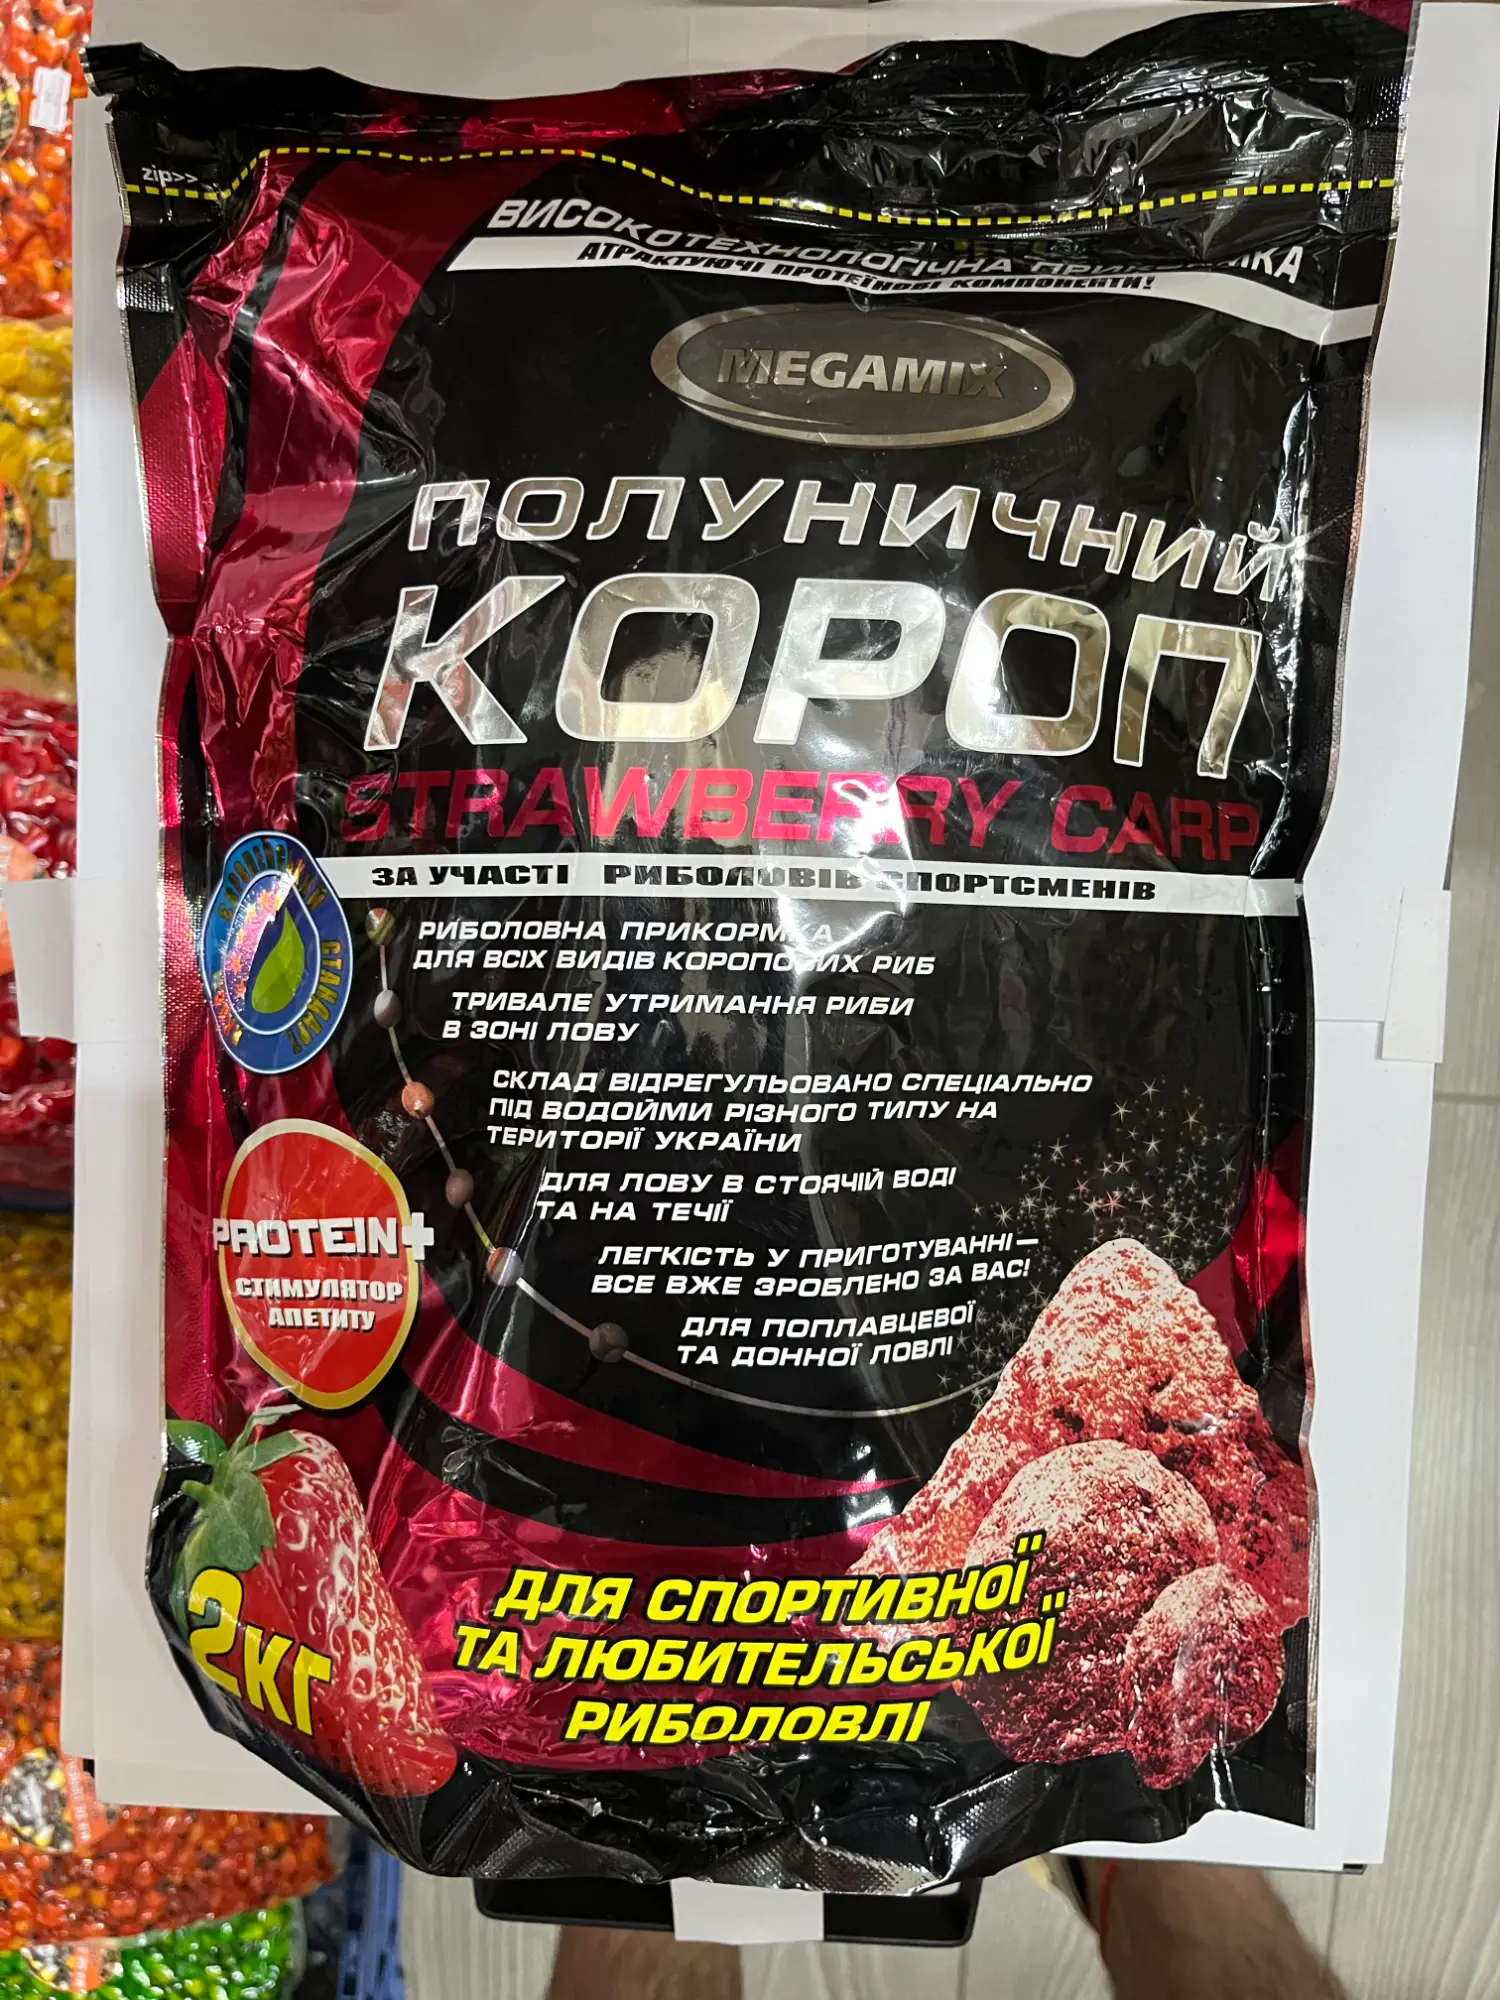 zip>>
ВИСОКОТЕХНОЛОГІЧНА
АТРАКТУЮЧІ ПРОТЕЇНОВІ КОМПОНЕНТИ!
MEGAMIX
ПОЛУНИЧНИЙ
КОРОП
STRAWBERRY CARP
ЗА УЧАСТІ РИБОЛОВІВ СПОРТСМЕНІВ
РИБОЛОВНА ПРИКОРМКА
ДЛЯ ВСІХ ВИДІВ КОРОПОВИХ РИБ
ТРИВАЛЕ УТРИМАННЯ РИБИ
В ЗОНІ ЛОВУ
СКЛАД ВІДРЕГУЛЬОВАНО СПЕЦІАЛЬНО
ПІД ВОДОЙМИ РІЗНОГО ТИПУ НА
ТЕРИТОРІЇ УКРАЇНИ
ДЛЯ ЛОВУ В СТОЯЧІЙ ВОДІ
ТА НА ТЕЧІЇ
ЛЕГКІСТЬ У ПРИГОТУВАННІ—
ВСЕ ВЖЕ ЗРОБЛЕНО ЗА ВАС!
ДЛЯ ПОПЛАВЦЕВОЇ
ТА ДОННОЇ ЛОВЛІ
СТАНДАРТ
PROTEIN+
СТИМУЛЯТОР
АПЕТИТУ
2КГ
ДЛЯ СПОРТИВНОЇ
ТА ЛЮБИТЕЛЬСЬКОЇ
РИБОЛОВЛІ